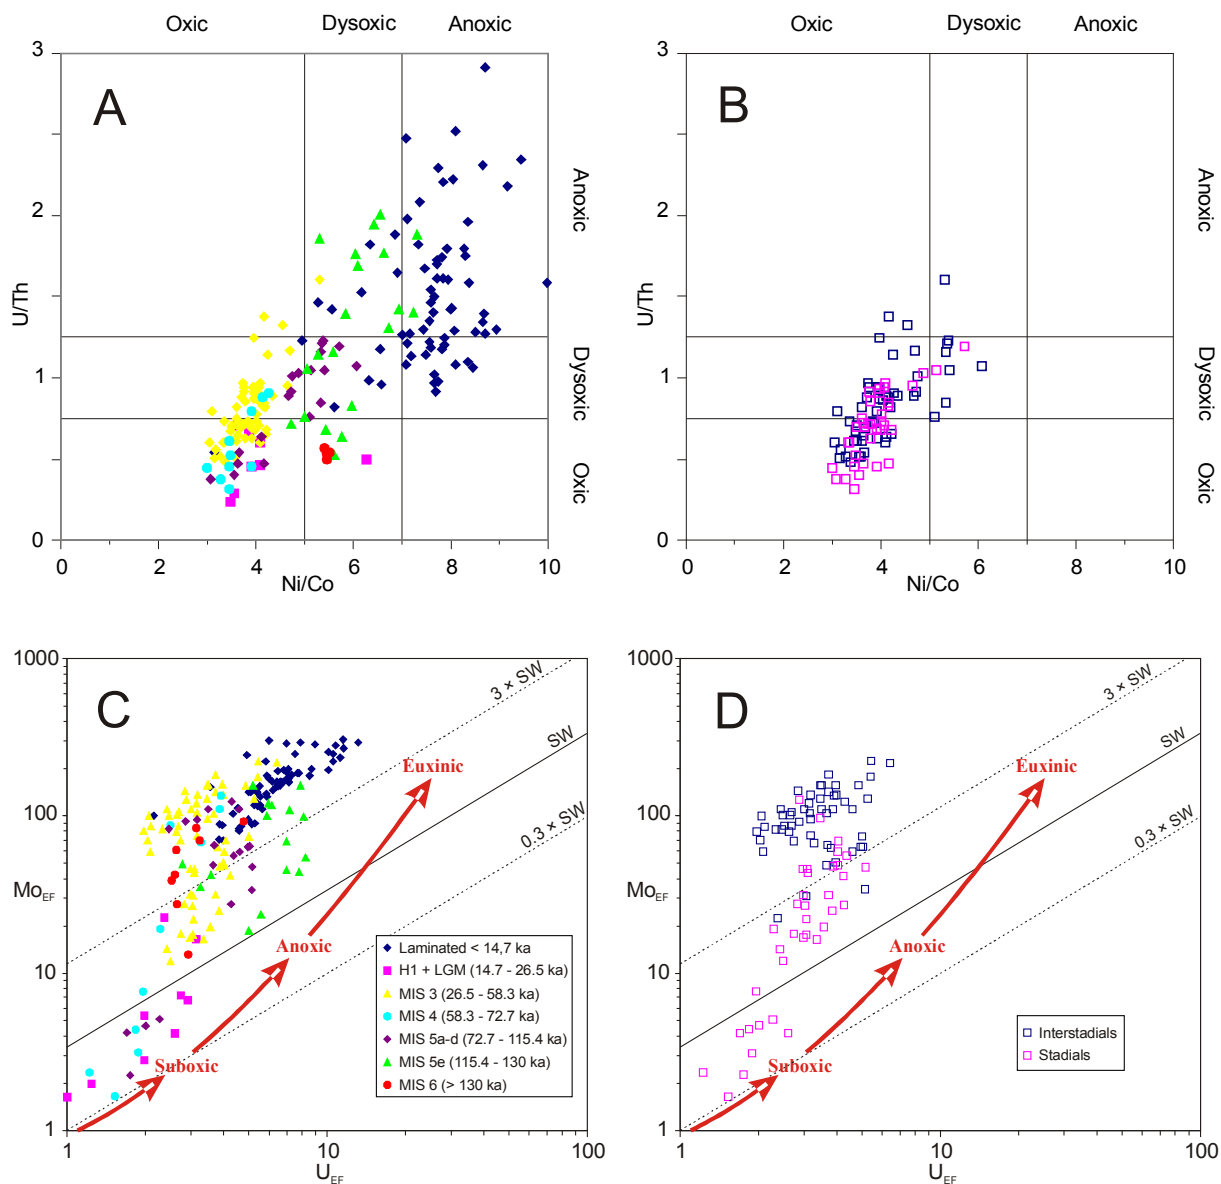 Oxic Dysoxic Anoxic
3
2
1
0
U/Th
A
Anoxic
Dysoxic
Oxic
0 2 4 6 8 10
Ni/Co
Oxic Dysoxic Anoxic
3
2
1
0
U/Th
B
Anoxic
Dysoxic
Oxic
0 2 4 6 8 10
Ni/Co
1000
100
10
1
MoEF
C
3 × SW
SW
0.3 × SW
Euxinic
Anoxic
Suboxic
Laminated < 14,7 ka
H1 + LGM (14.7 - 26.5 ka)
MIS 3 (26.5 - 58.3 ka)
MIS 4 (58.3 - 72.7 ka)
MIS 5a-d (72.7 - 115.4 ka)
MIS 5e (115.4 - 130 ka)
MIS 6 (> 130 ka)
1 10 100
UEF
1000
100
10
1
MoEF
D
3 × SW
SW
0.3 × SW
Euxinic
Anoxic
Suboxic
Interstadials
Stadials
1 10 100
UEF